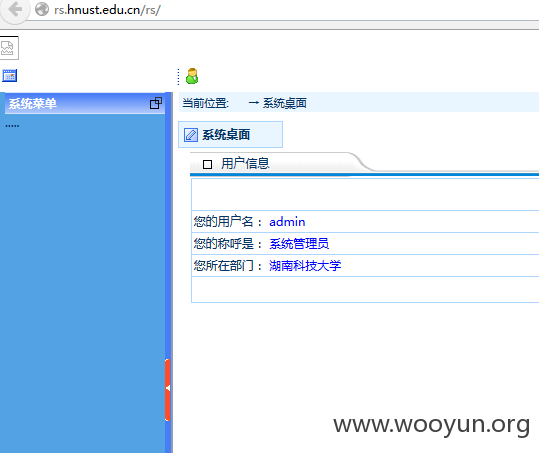 rs.hnust.edu.cn/rs/
系统菜单
.....
当前位置: → 系统桌面
系统桌面
用户信息
您的用户名： admin
您的称呼是： 系统管理员
您所在部门： 湖南科技大学
www.wooyun.org